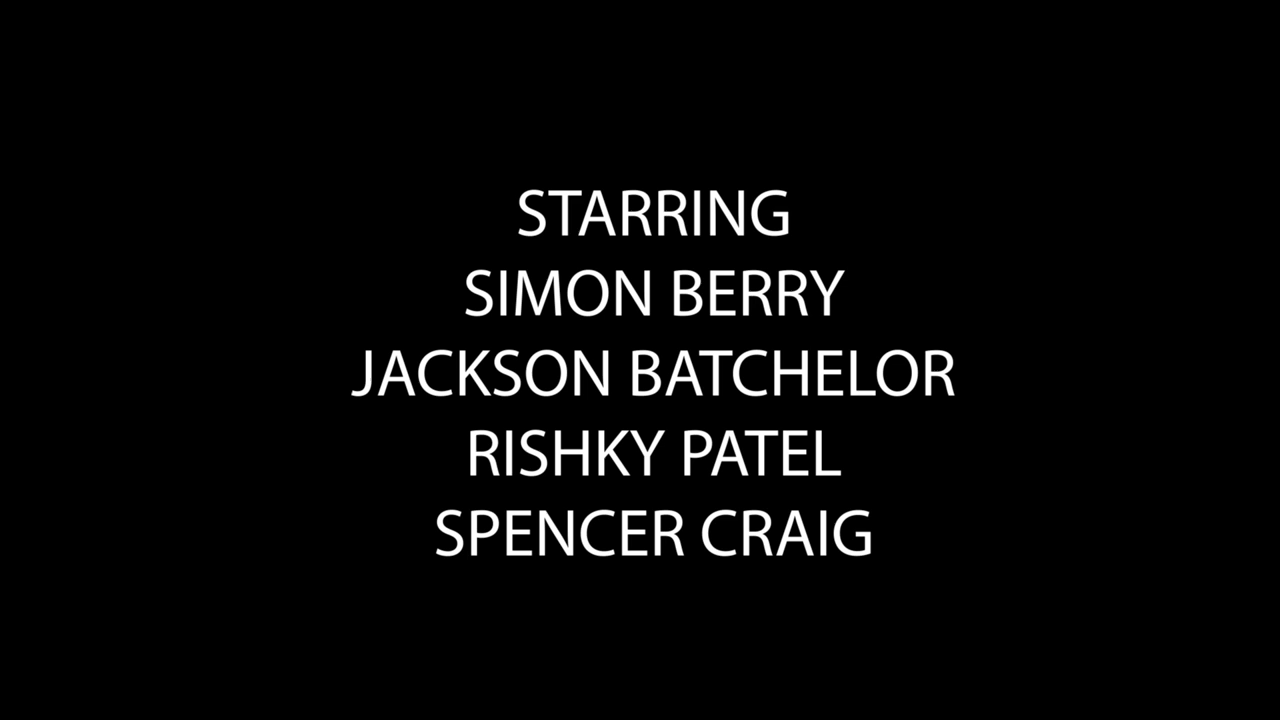 STARRING
SIMON BERRY
JACKSON BATCHELOR
RISHKY PATEL
SPENCER CRAIG